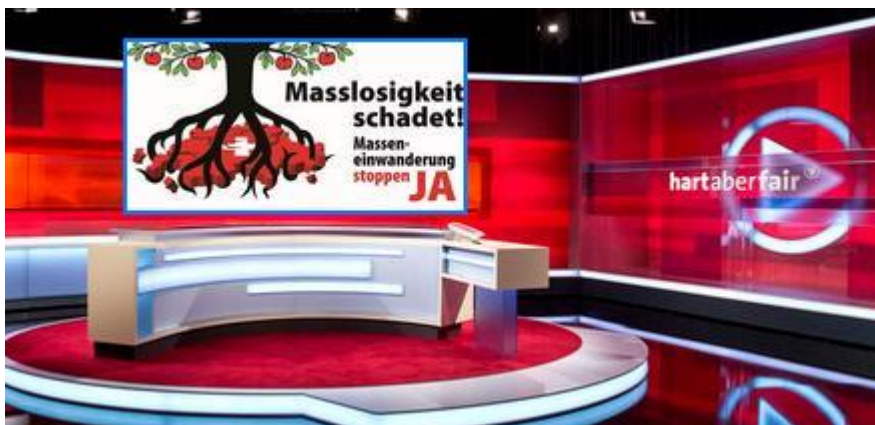 Masslosigkeit
schadet!
Massen-
einwanderung
stoppen JA
hartaberfair